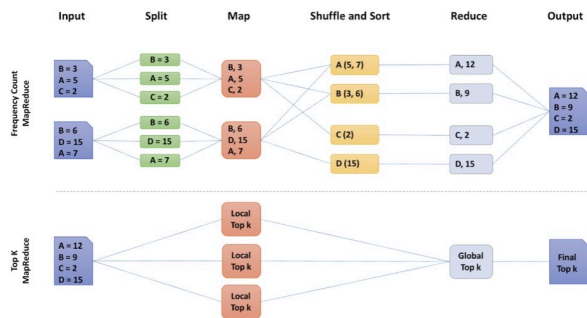 Input Split Map Shuffle and Sort Reduce Output
Frequency Count
MapReduce
B = 3
A = 5
C = 2
B = 6
D = 15
A = 7
B = 3
A = 5
C = 2
B = 6
D = 15
A = 7
B, 3
A, 5
C, 2
B, 6
D, 15
A, 7
A (5, 7)
B (3, 6)
C (2)
D (15)
A, 12
B, 9
C, 2
D, 15
A = 12
B = 9
C = 2
D = 15
Top K
MapReduce
A = 12
B = 9
C = 2
D = 15
Local
Top k
Local
Top k
Local
Top k
Global
Top k
Final
Top k